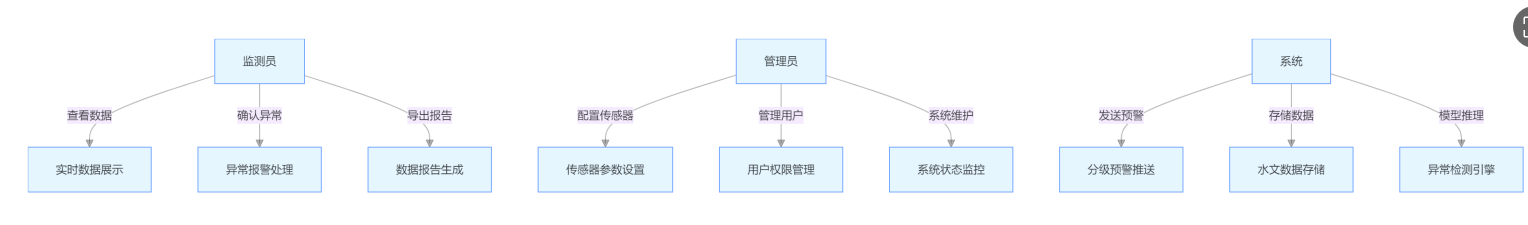 监测员
管理员
系统
查看数据
确认异常
导出报告
配置传感器
管理用户
系统维护
发送预警
存储数据
模型推理
实时数据展示
异常报警处理
数据报告生成
传感器参数设置
用户权限管理
系统状态监控
分级预警推送
水文数据存储
异常检测引擎